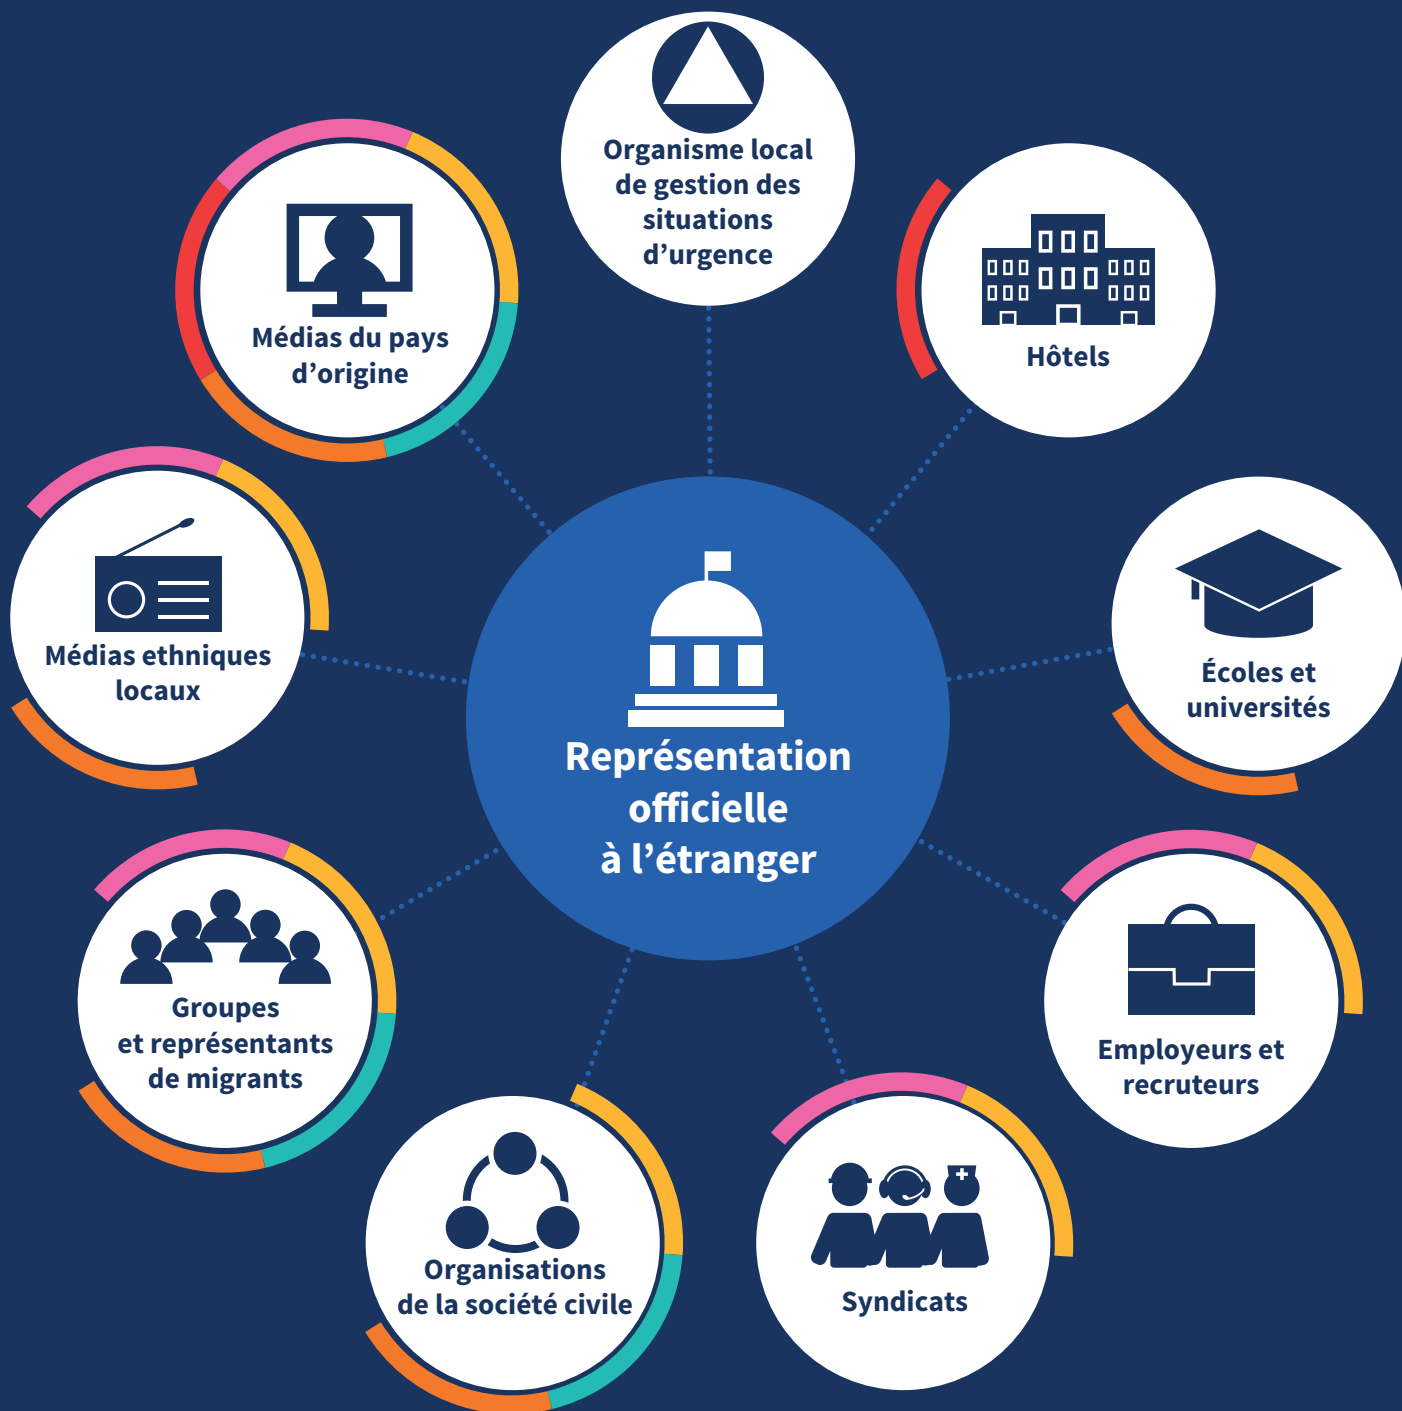 Organisme local
de gestion des
situations
d’urgence
Médias du pays
d’origine
Hôtels
Médias ethniques
locaux
Écoles et
universités
Représentation
officielle
à l’étranger
Groupes
et représentants
de migrants
Employeurs et
recruteurs
Organisations
de la société civile
Syndicats